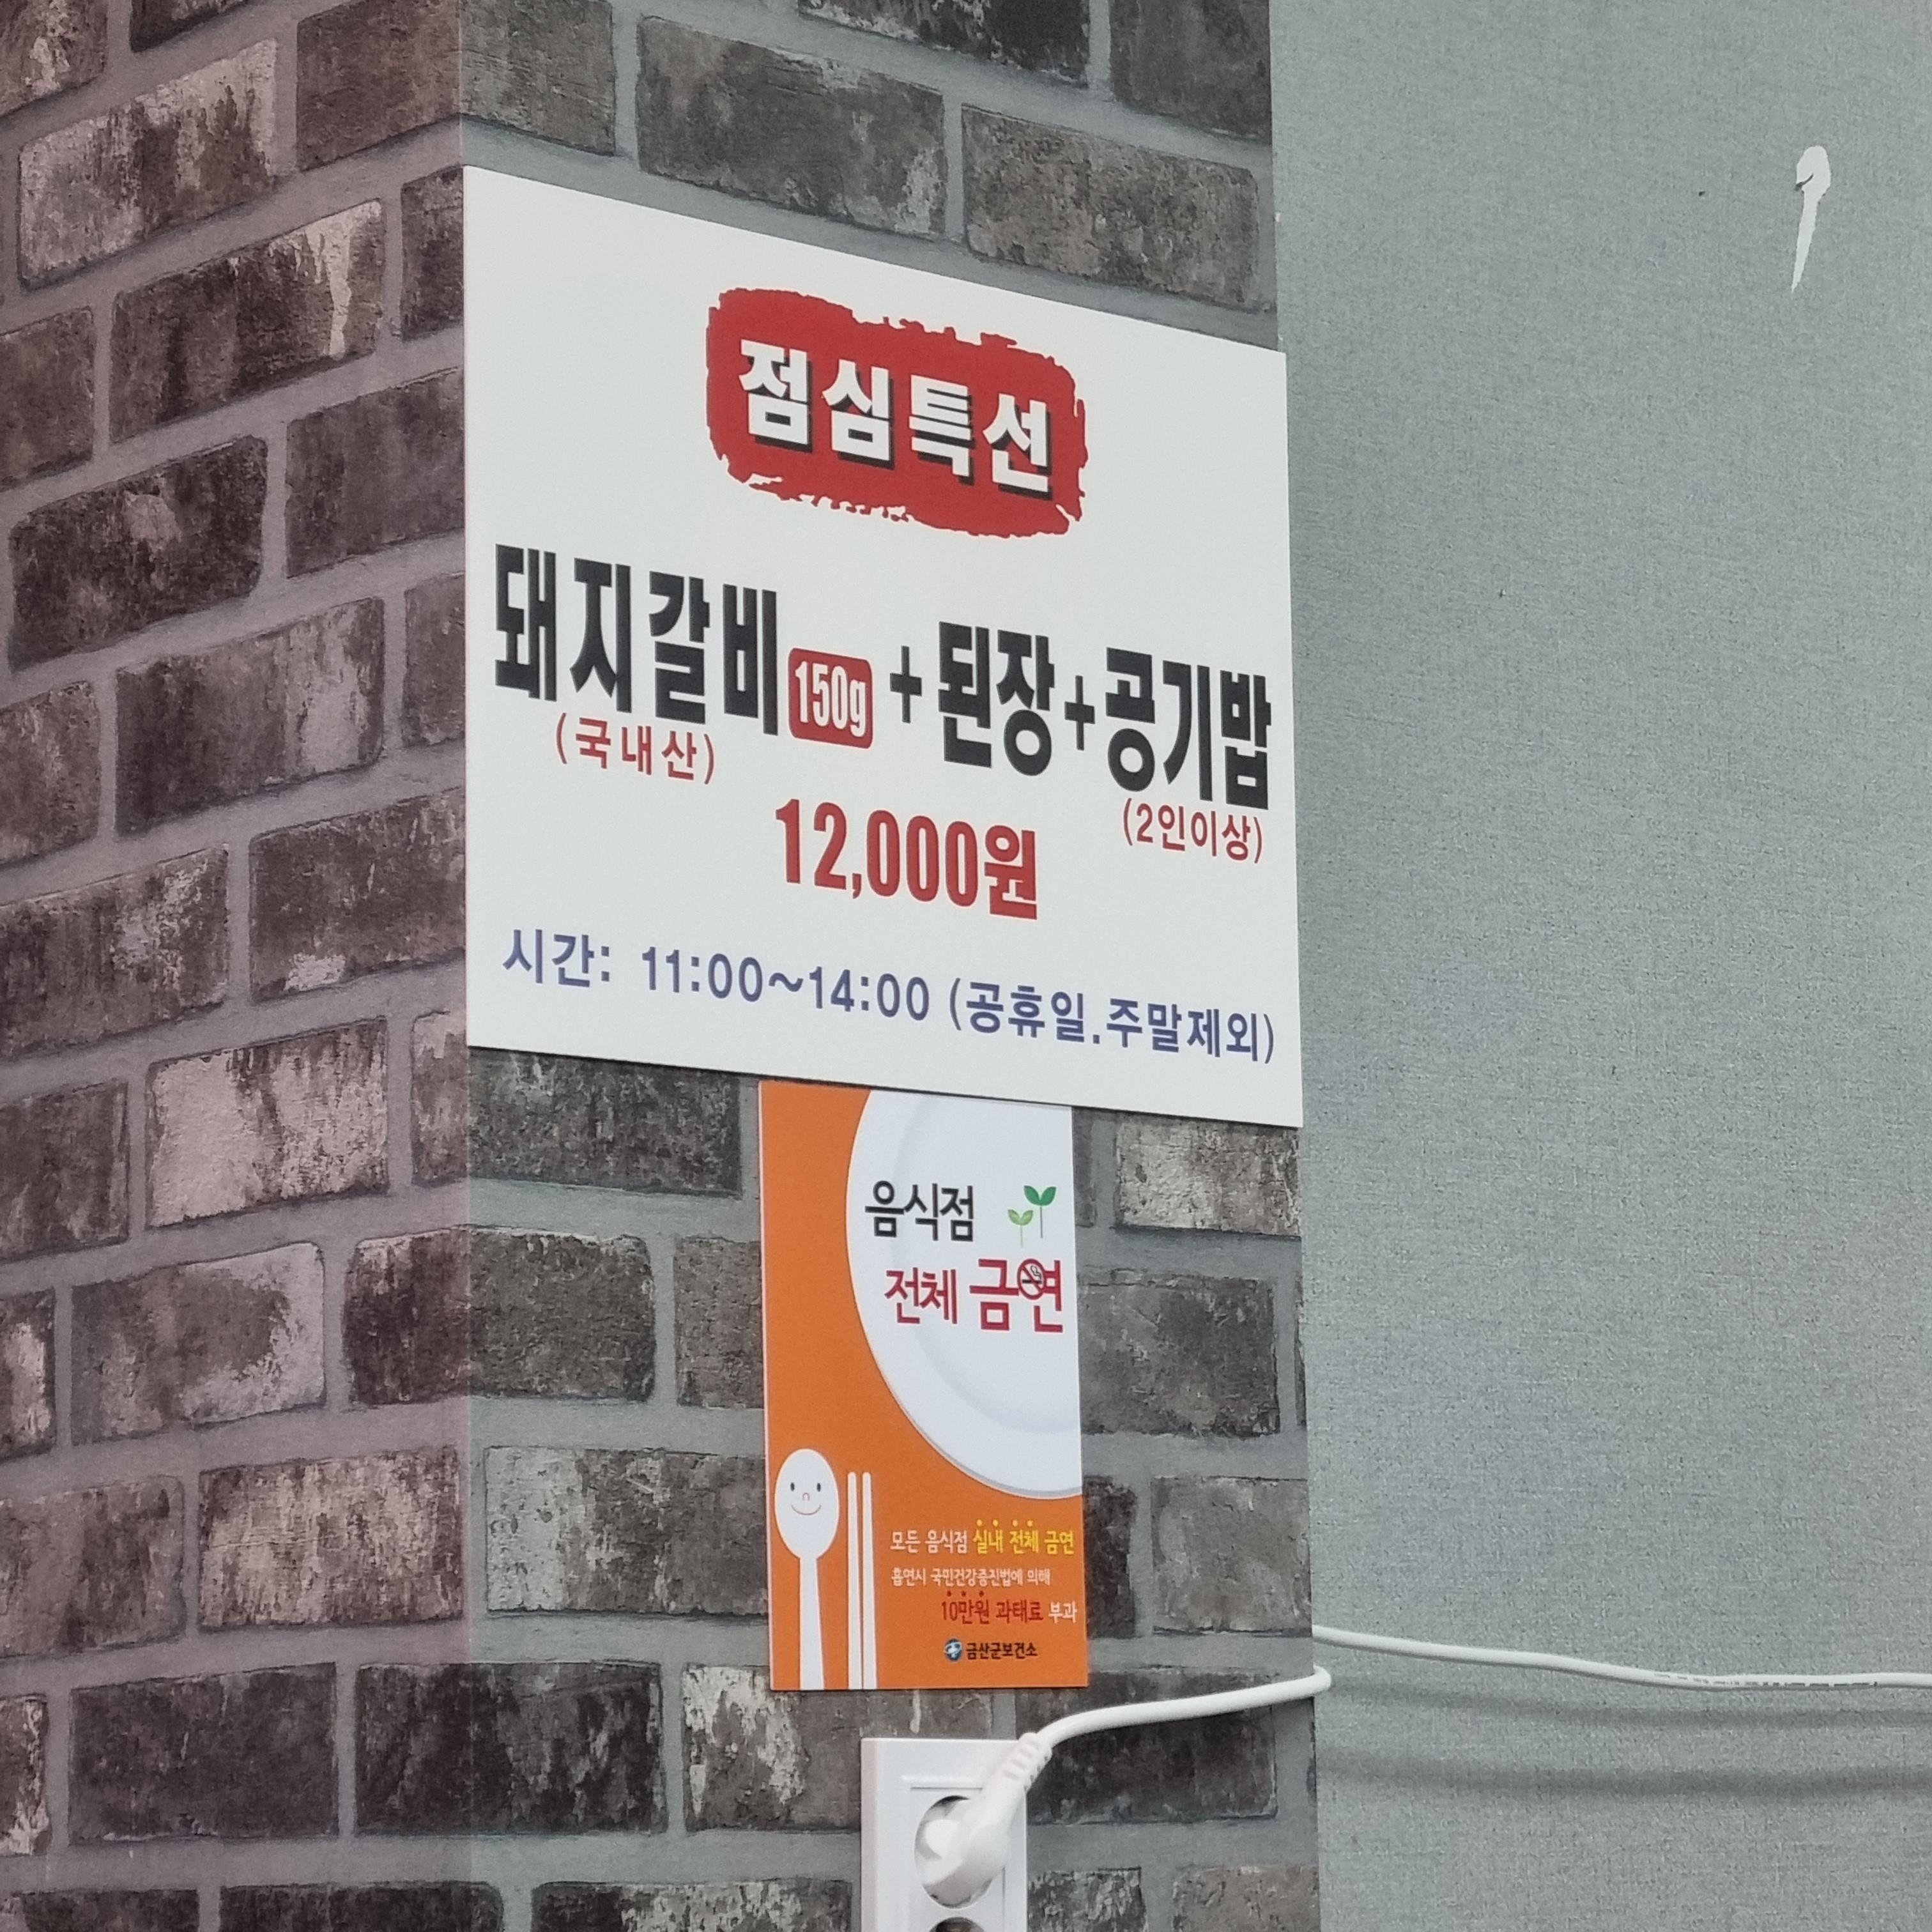 점심특선
돼지갈비 150g + 된장 + 공기밥
(국내산)
(2인이상)
12,000원
시간: 11:00~14:00 (공휴일.주말제외)
음식점
전체 금연
모든 음식점 실내 전체 금연
흡연시 국민건강증진법에 의해
10만원 과태료 부과
금산군보건소